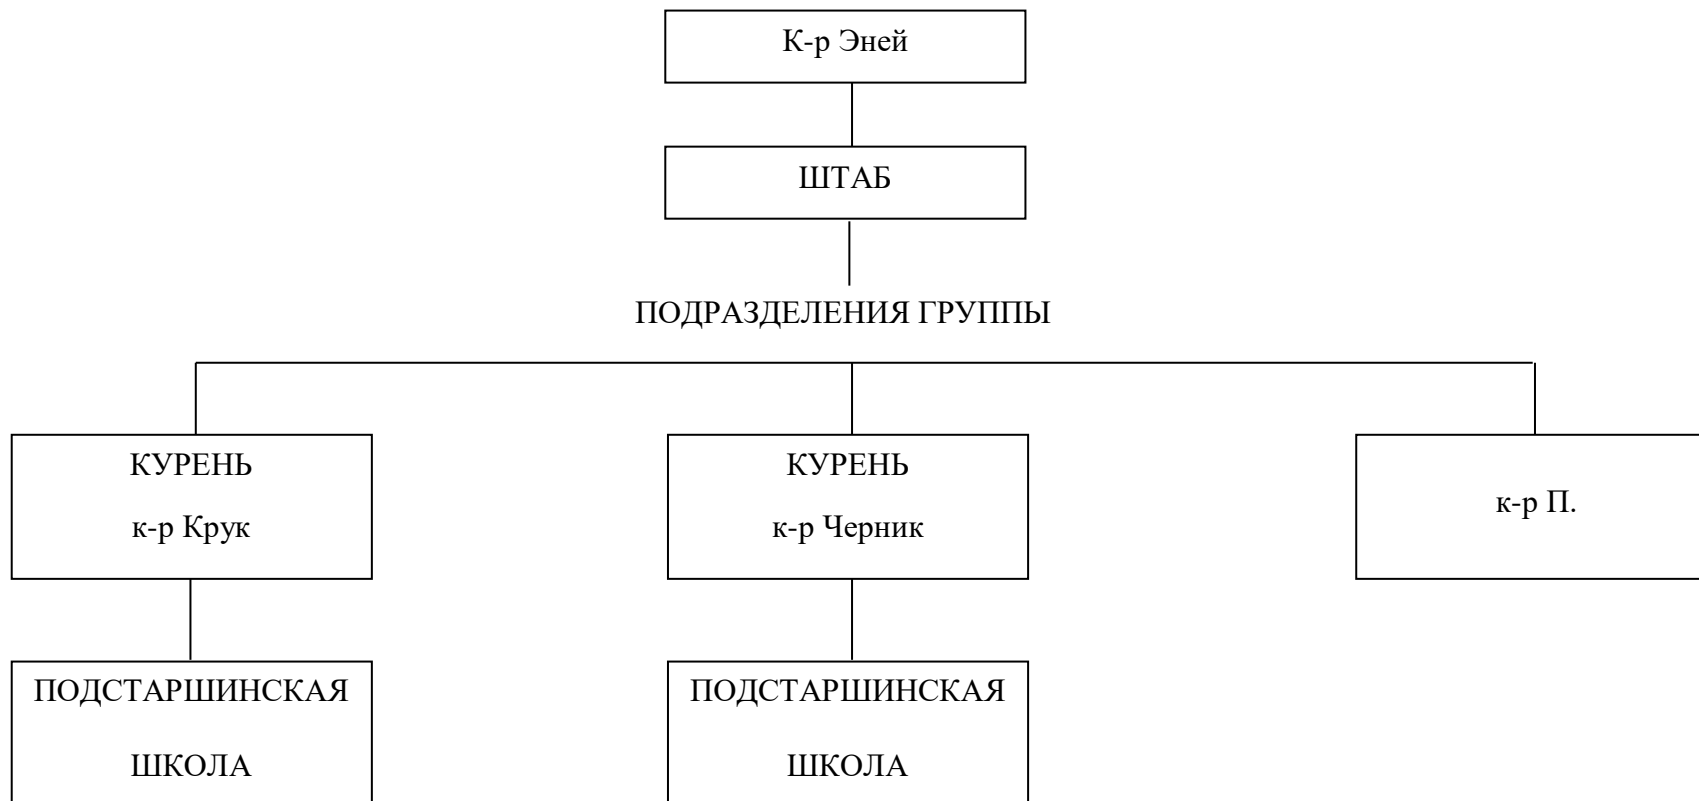 К-р Эней
ШТАБ
ПОДРАЗДЕЛЕНИЯ ГРУППЫ
КУРЕНЬ
к-р Крук
КУРЕНЬ
к-р Черник
к-р П.
ПОДСТАРШИНСКАЯ
ШКОЛА
ПОДСТАРШИНСКАЯ
ШКОЛА